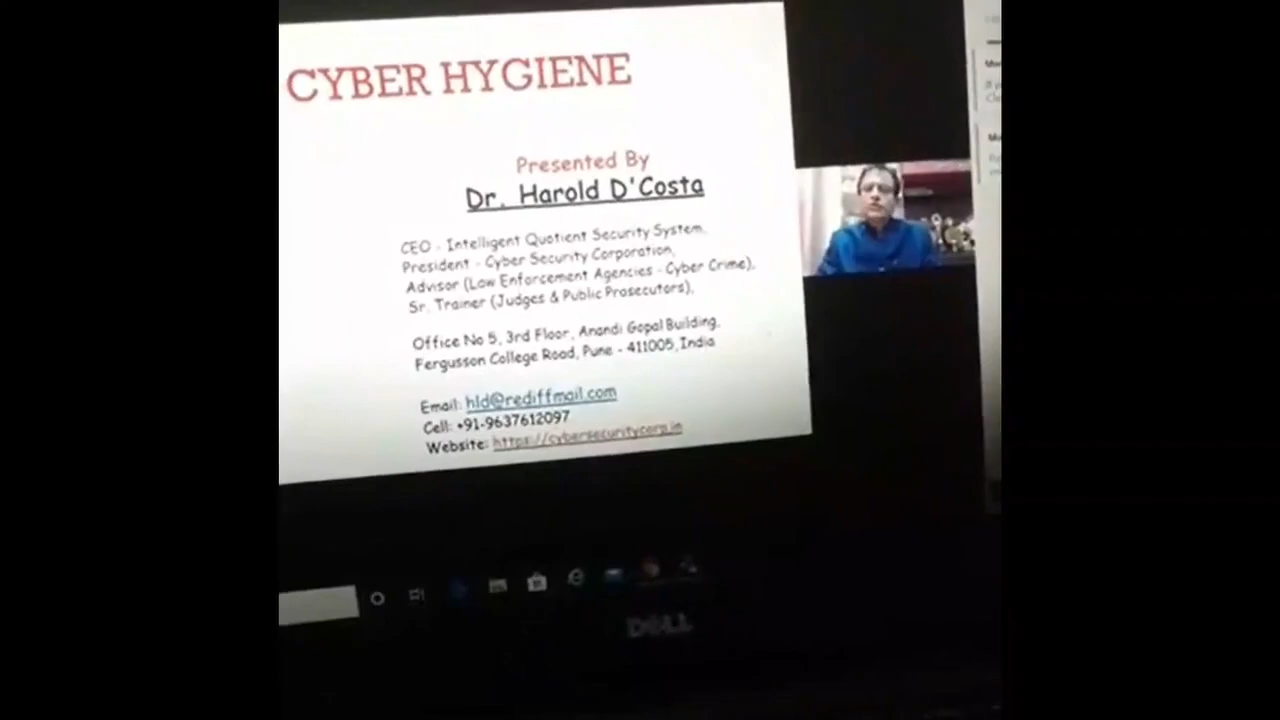 CYBER HYGIENE
Presented By
Dr. Harold D'Costa
CEO - Intelligent Quotient Security System,
President - Cyber Security Corporation,
Advisor (Law Enforcement Agencies - Cyber Crime),
Sr. Trainer (Judges & Public Prosecutors),
Office No 5, 3rd Floor, Anandi Gopal Building,
Fergusson College Road, Pune - 411005, India
Email: hld@rediffmail.com
Cell: +91-9637612097
Website: https://cybersecuritycorp.in
DELL